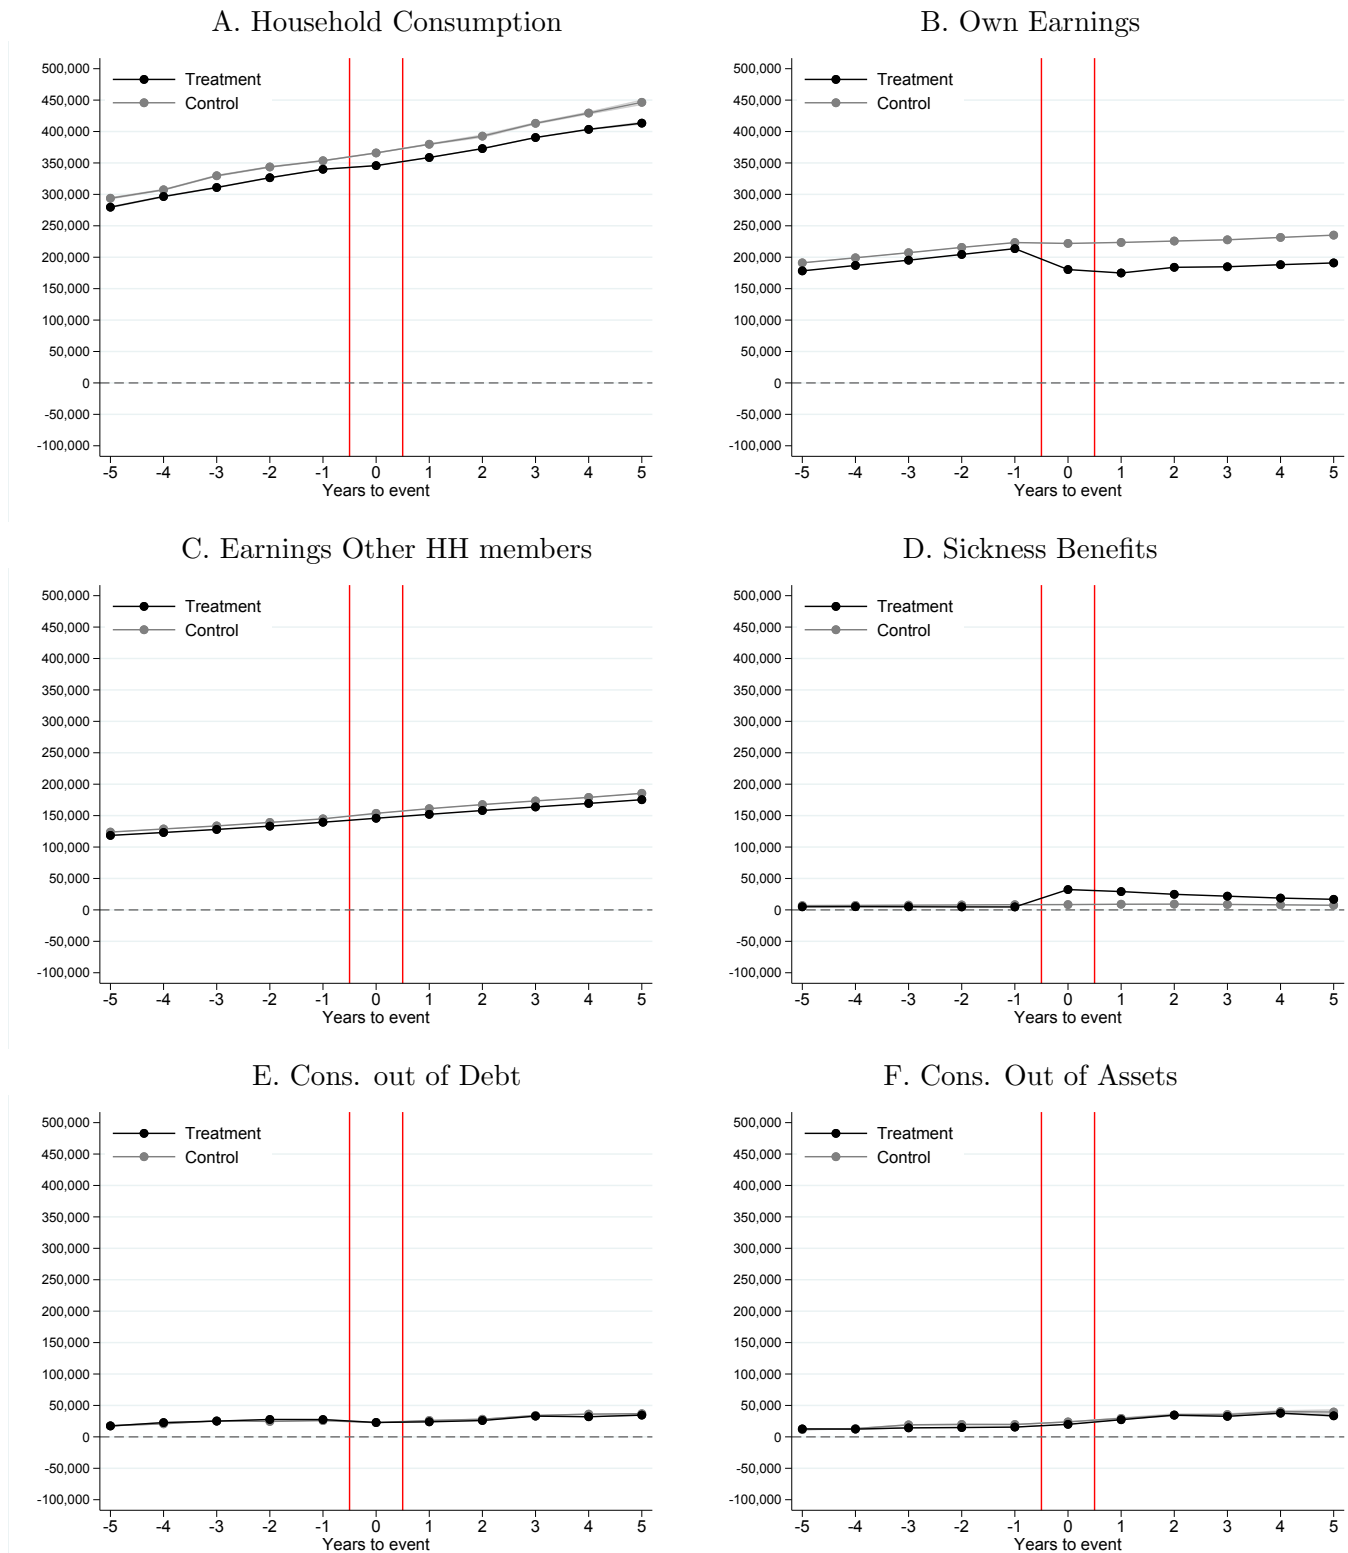 A. Household Consumption
500,000
450,000
400,000
350,000
300,000
250,000
200,000
150,000
100,000
50,000
0
-50,000
-100,000
Treatment
Control
-5 -4 -3 -2 -1 0 1 2 3 4 5
Years to event
B. Own Earnings
500,000
450,000
400,000
350,000
300,000
250,000
200,000
150,000
100,000
50,000
0
-50,000
-100,000
Treatment
Control
-5 -4 -3 -2 -1 0 1 2 3 4 5
Years to event
C. Earnings Other HH members
500,000
450,000
400,000
350,000
300,000
250,000
200,000
150,000
100,000
50,000
0
-50,000
-100,000
Treatment
Control
-5 -4 -3 -2 -1 0 1 2 3 4 5
Years to event
D. Sickness Benefits
500,000
450,000
400,000
350,000
300,000
250,000
200,000
150,000
100,000
50,000
0
-50,000
-100,000
Treatment
Control
-5 -4 -3 -2 -1 0 1 2 3 4 5
Years to event
E. Cons. out of Debt
500,000
450,000
400,000
350,000
300,000
250,000
200,000
150,000
100,000
50,000
0
-50,000
-100,000
Treatment
Control
-5 -4 -3 -2 -1 0 1 2 3 4 5
Years to event
F. Cons. Out of Assets
500,000
450,000
400,000
350,000
300,000
250,000
200,000
150,000
100,000
50,000
0
-50,000
-100,000
Treatment
Control
-5 -4 -3 -2 -1 0 1 2 3 4 5
Years to event